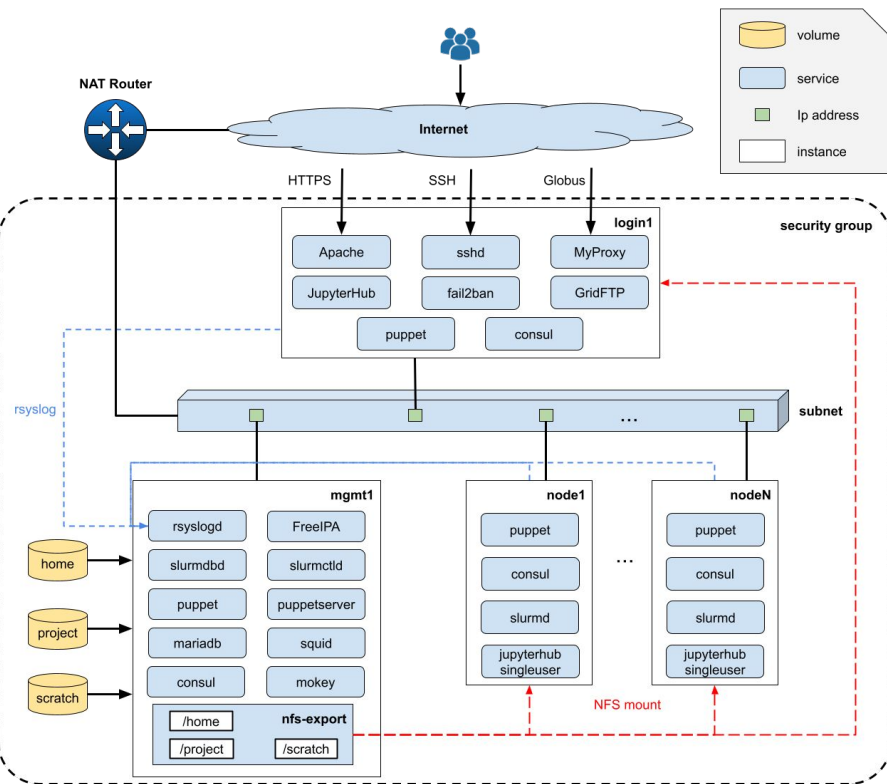 volume
service
Ip address
instance
NAT Router
Internet
HTTPS
SSH
Globus
security group
login1
Apache
sshd
MyProxy
JupyterHub
fail2ban
GridFTP
puppet
consul
rsyslog
subnet
...
mgmt1
rsyslogd
FreeIPA
slurmdbd
slurmctld
puppet
puppetserver
mariadb
squid
consul
mokey
nfs-export
/home
/project
/scratch
home
project
scratch
node1
puppet
consul
slurmd
jupyterhub
singleuser
...
nodeN
puppet
consul
slurmd
jupyterhub
singleuser
NFS mount